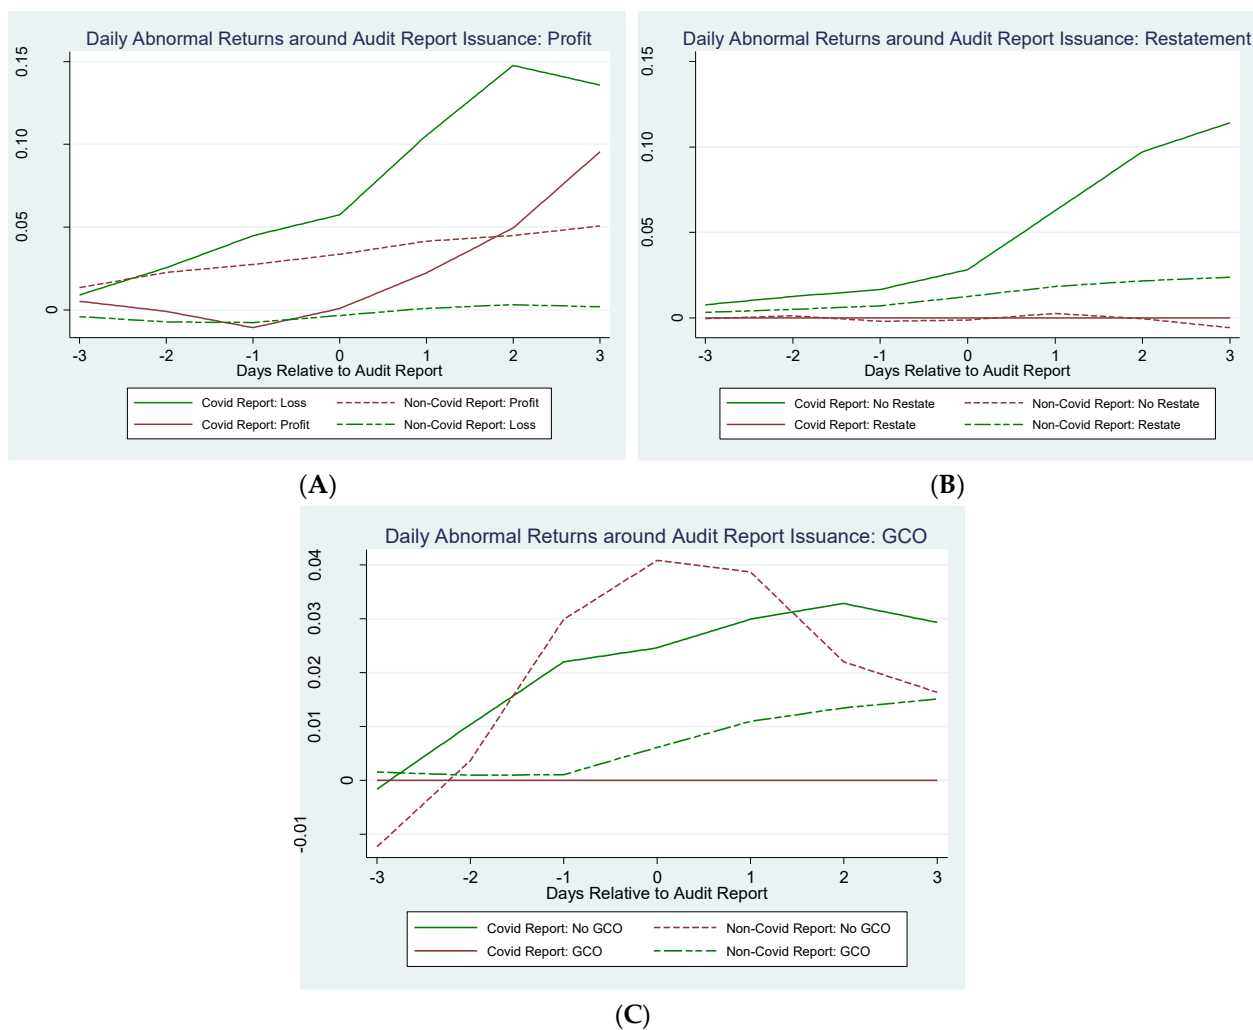 Daily Abnormal Returns around Audit Report Issuance: Profit
0.15
0.10
0.05
0
-3 -2 -1 0 1 2 3
Days Relative to Audit Report
Covid Report: Loss Non-Covid Report: Profit
Covid Report: Profit Non-Covid Report: Loss
(A)
Daily Abnormal Returns around Audit Report Issuance: Restatement
0.15
0.10
0.05
0
-3 -2 -1 0 1 2 3
Days Relative to Audit Report
Covid Report: No Restate Non-Covid Report: No Restate
Covid Report: Restate Non-Covid Report: Restate
(B)
Daily Abnormal Returns around Audit Report Issuance: GCO
0.04
0.03
0.02
0.01
0
-0.01
-3 -2 -1 0 1 2 3
Days Relative to Audit Report
Covid Report: No GCO Non-Covid Report: No GCO
Covid Report: GCO Non-Covid Report: GCO
(C)